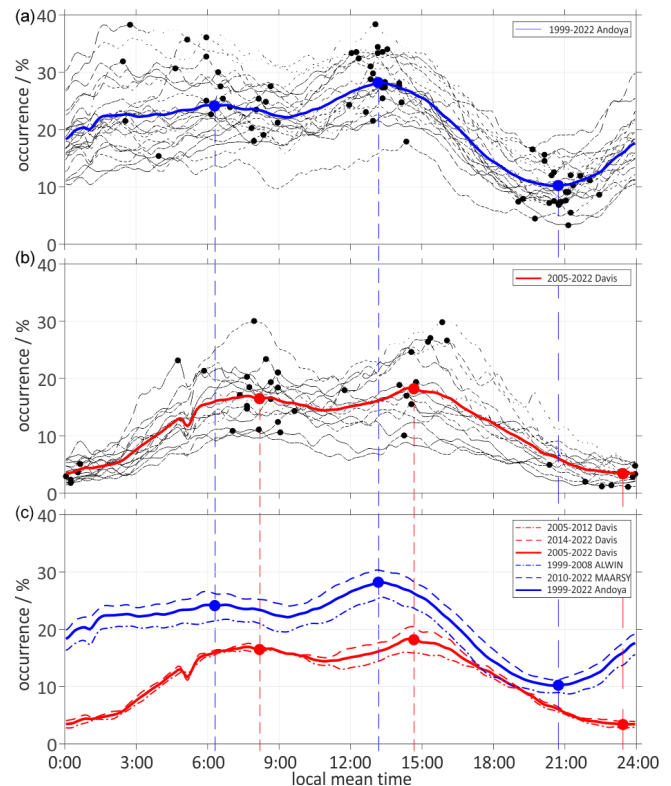 (a)
1999-2022 Andoya
occurrence / %
40
30
20
10
0
(b)
2005-2022 Davis
occurrence / %
40
30
20
10
0
(c)
2005-2012 Davis
2014-2022 Davis
2005-2022 Davis
1999-2008 ALWIN
2010-2022 MAARSY
1999-2022 Andoya
occurrence / %
40
30
20
10
0
0:00 3:00 6:00 9:00 12:00 15:00 18:00 21:00 24:00
local mean time